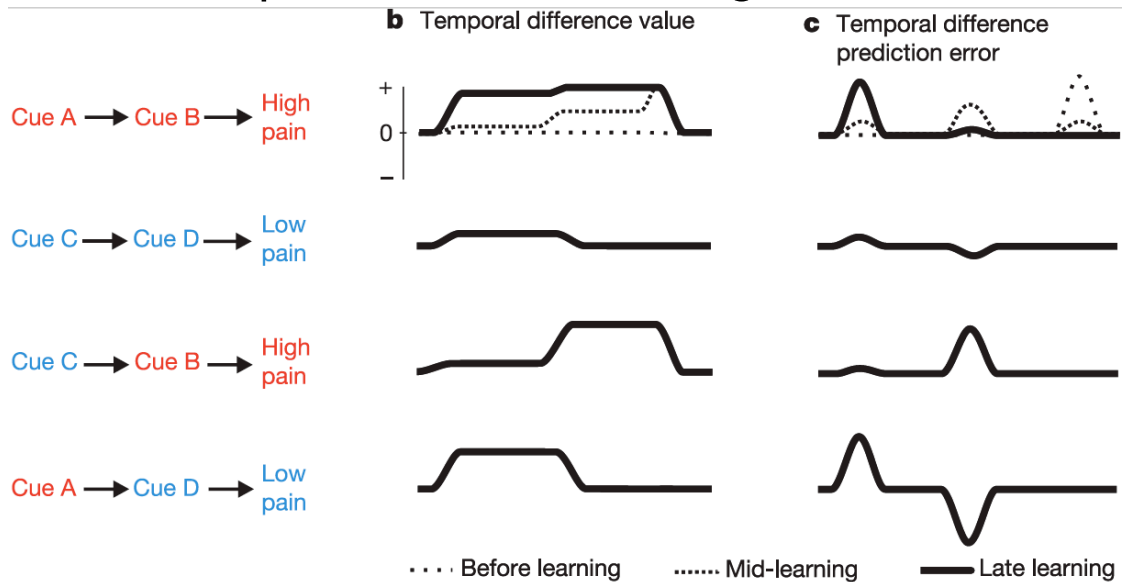 b Temporal difference value
c Temporal difference
prediction error
Cue A Cue B High
pain
+
0
–
Cue C Cue D Low
pain
Cue C Cue B High
pain
Cue A Cue D Low
pain
Before learning Mid-learning Late learning